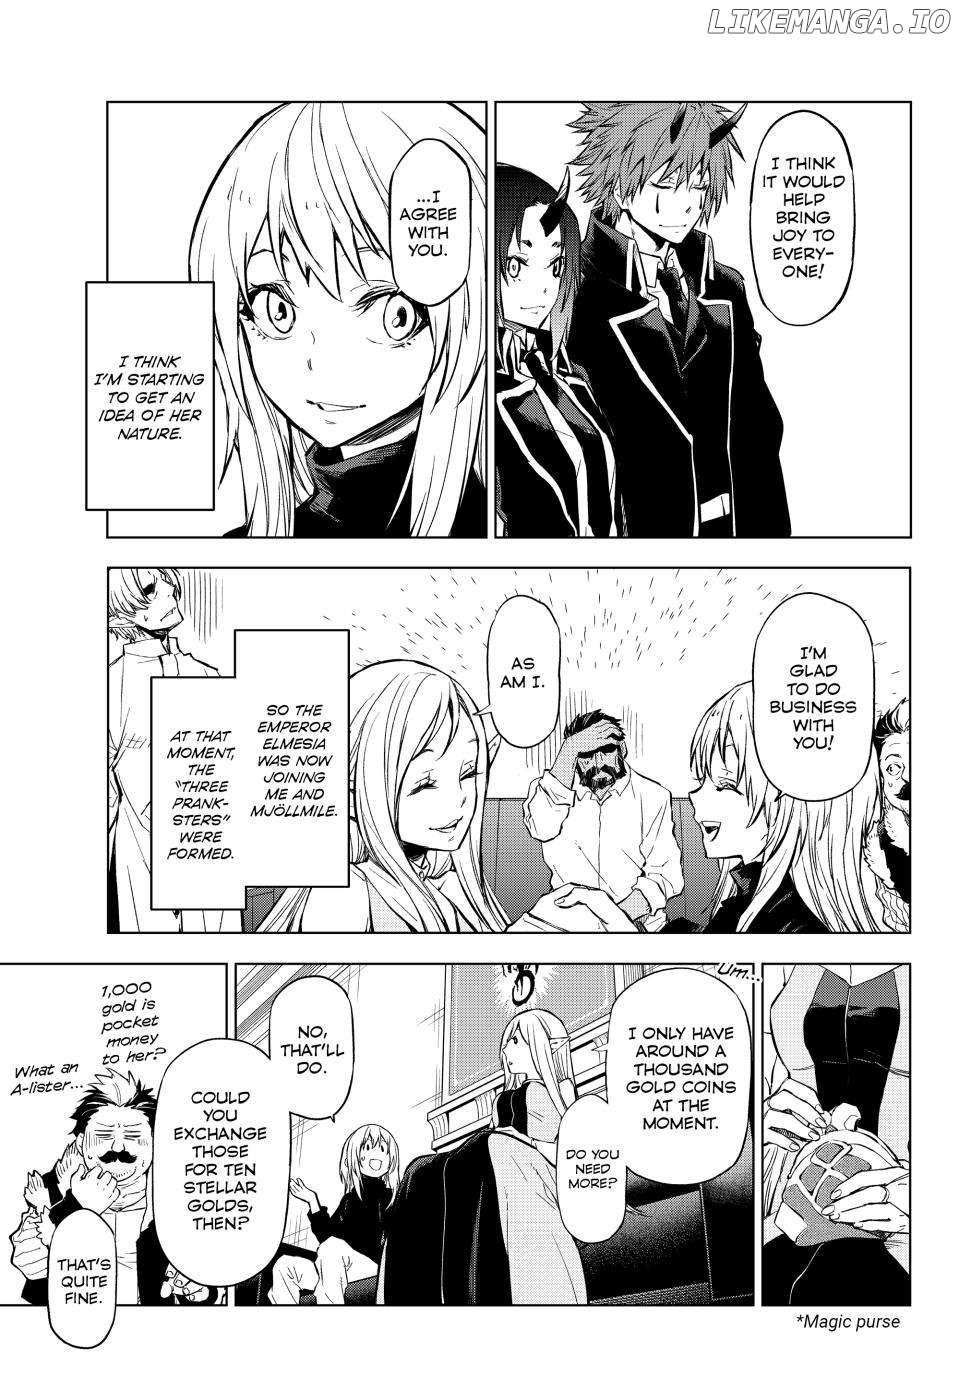 LIKEMANGA.IO
I THINK
IT WOULD
HELP
BRING
JOY TO
EVERY-
ONE!
...I
AGREE
WITH
YOU.
I THINK
I'M STARTING
TO GET AN
IDEA OF HER
NATURE.
I'M
GLAD
TO DO
BUSINESS
WITH
YOU!
AS
AM I.
SO THE
EMPEROR
ELMESIA
WAS NOW
JOINING
ME AND
MJÖLLMILE.
AT THAT
MOMENT,
THE
"THREE
PRANK-
STERS"
WERE
FORMED.
Um...
*Magic purse
I ONLY HAVE
AROUND A
THOUSAND
GOLD COINS
AT THE
MOMENT.
DO YOU
NEED
MORE?
NO,
THAT'LL
DO.
COULD
YOU
EXCHANGE
THOSE
FOR TEN
STELLAR
GOLDS,
THEN?
1,000
gold is
pocket
money
to her?
What an
A-lister...
THAT'S
QUITE
FINE.